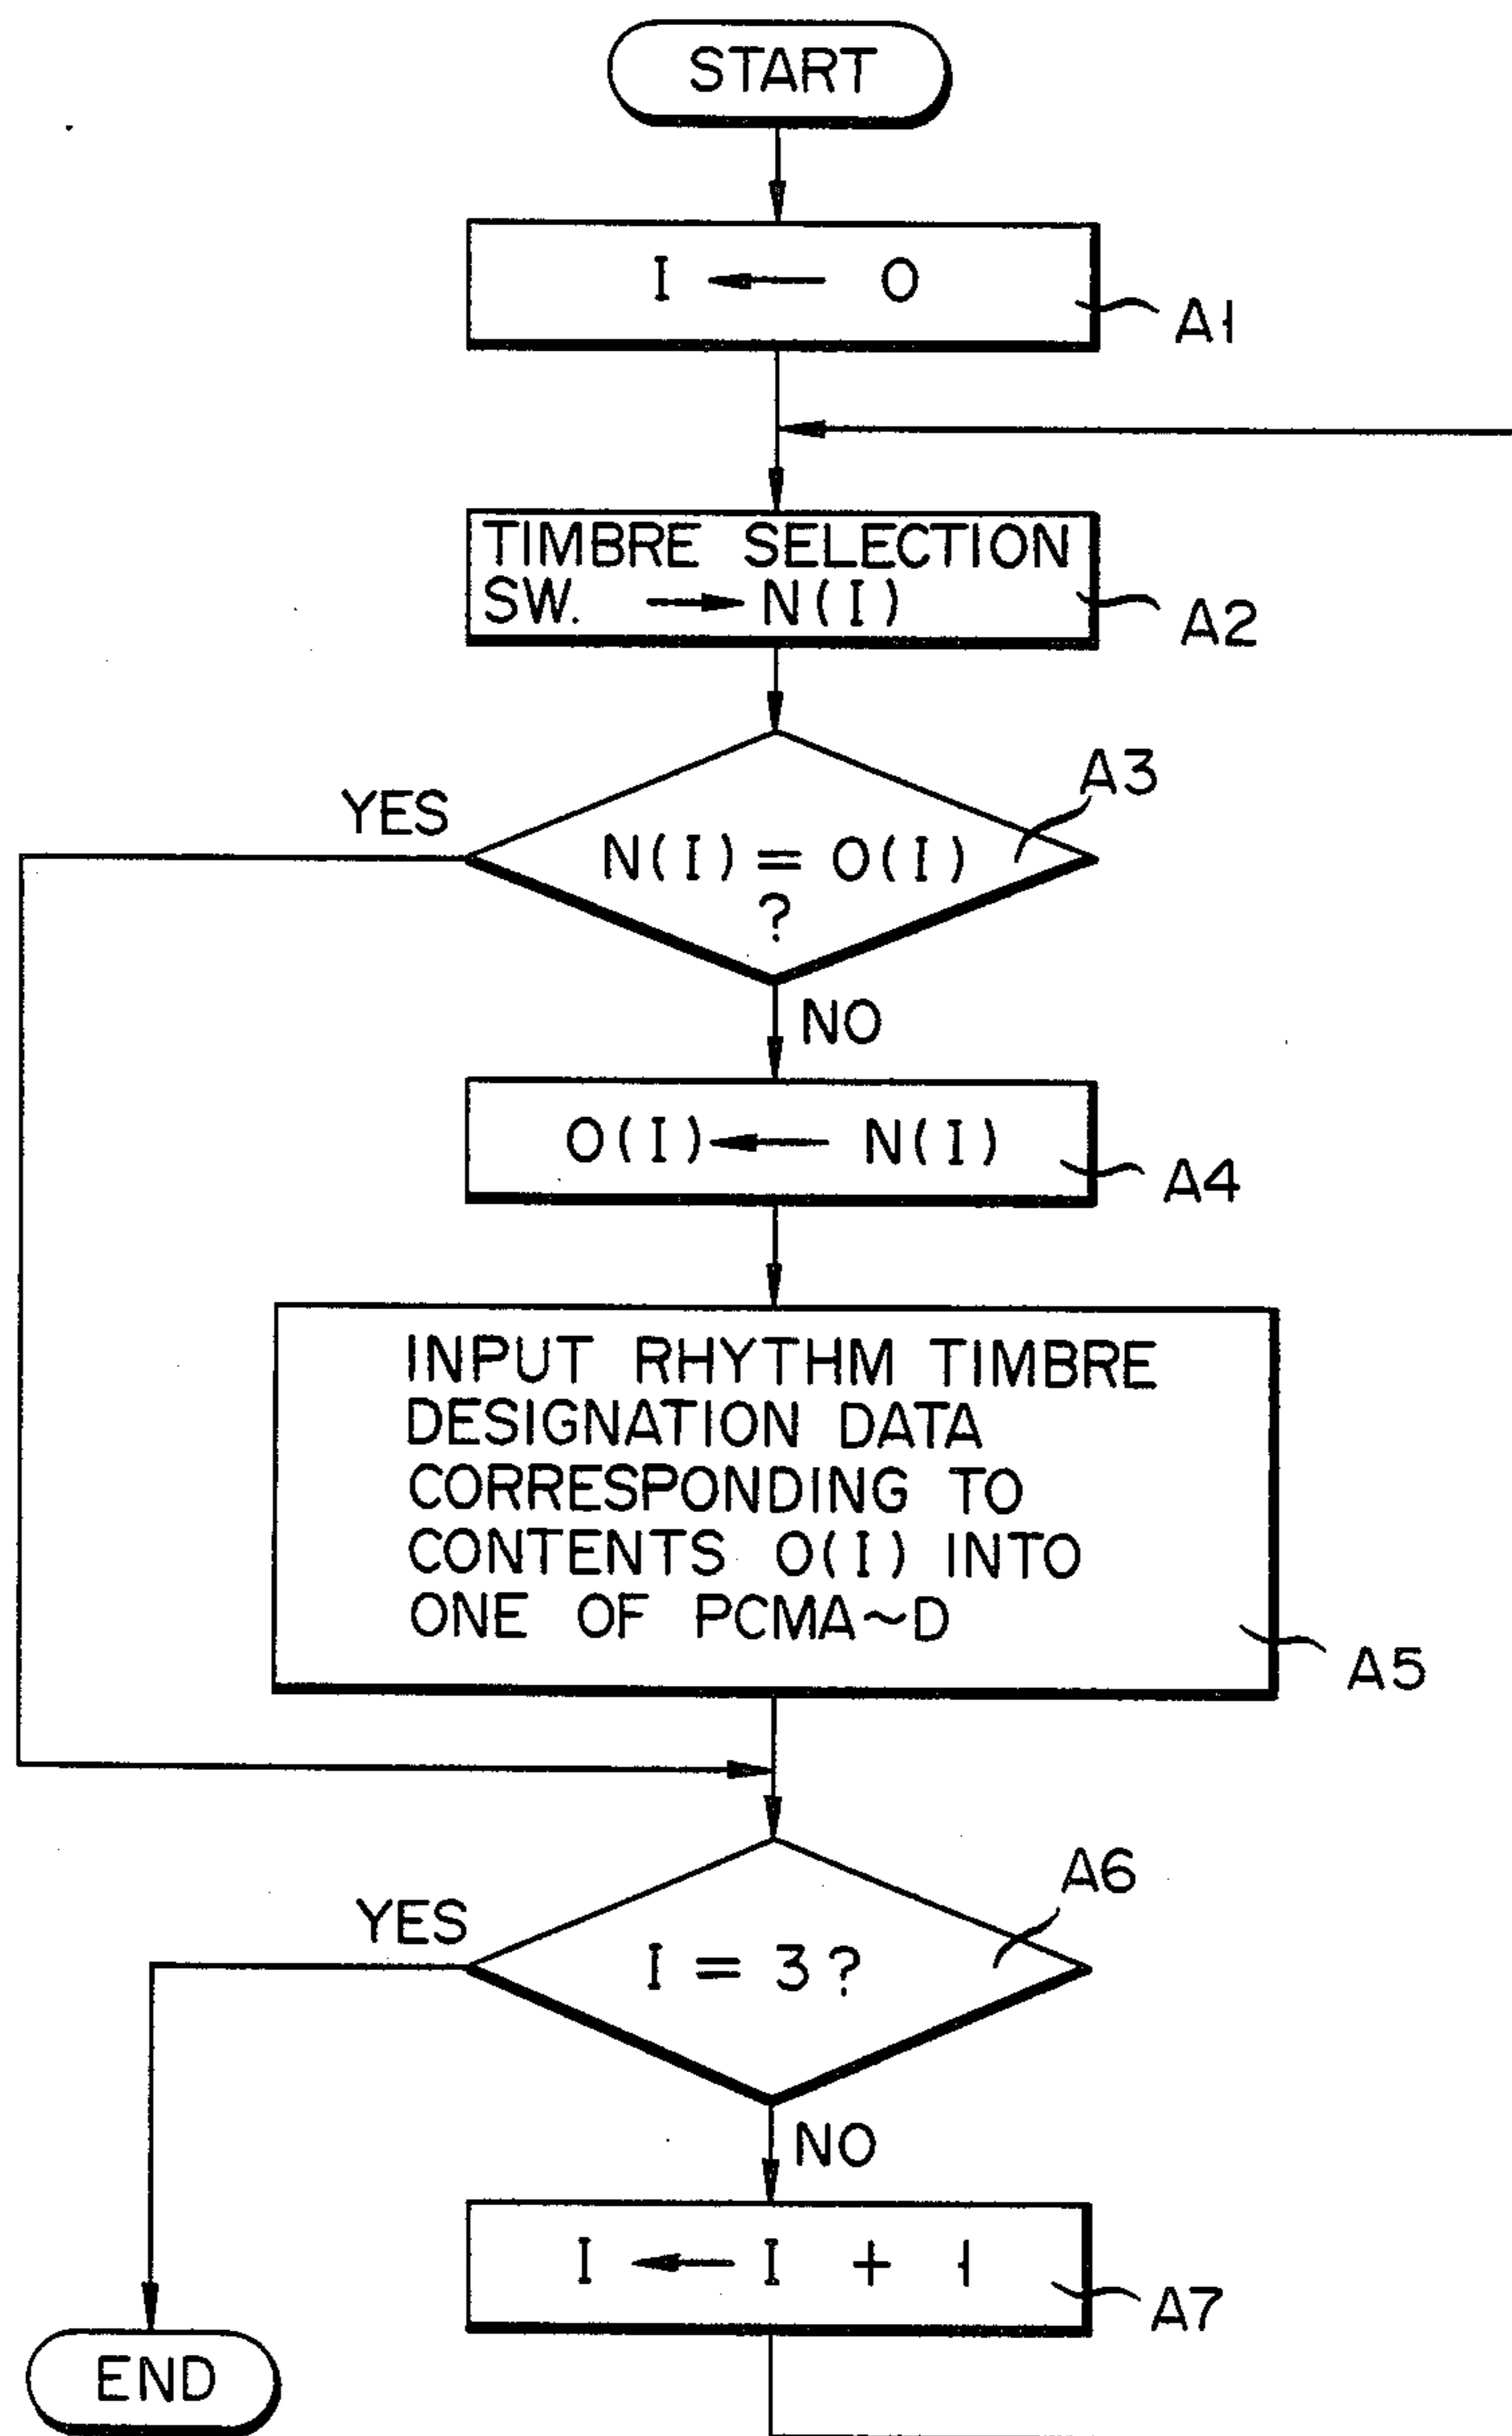 START
I ← 0
A1
TIMBRE SELECTION
SW. → N(I)
A2
A3
YES
N(I) = O(I)
?
NO
O(I) ← N(I)
A4
INPUT RHYTHM TIMBRE
DESIGNATION DATA
CORRESPONDING TO
CONTENTS O(I) INTO
ONE OF PCMA~D
A5
A6
YES
I = 3?
NO
I ← I + 1
A7
END